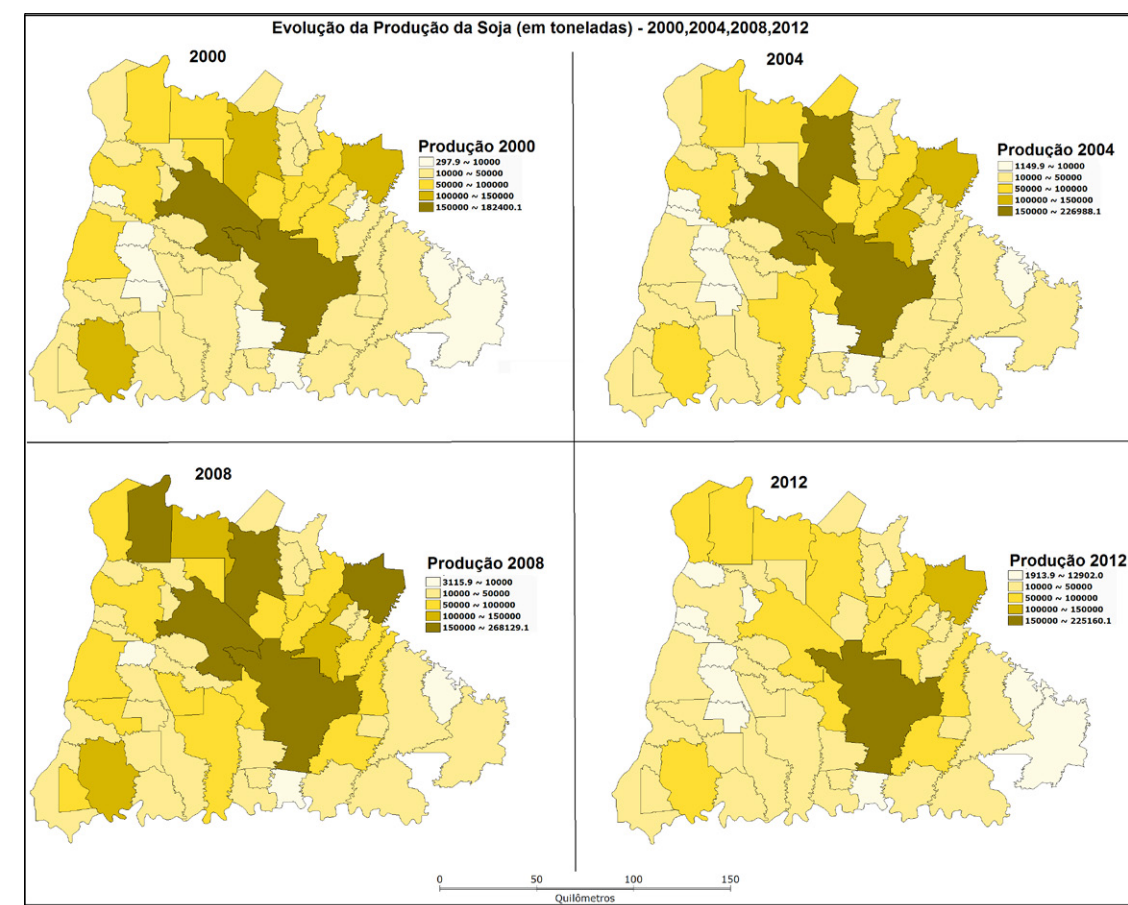 Evolução da Produção da Soja (em toneladas) - 2000,2004,2008,2012
2000
Produção 2000
297.9 ~ 10000
10000 ~ 50000
50000 ~ 100000
100000 ~ 150000
150000 ~ 182400.1
2004
Produção 2004
1149.9 ~ 10000
10000 ~ 50000
50000 ~ 100000
100000 ~ 150000
150000 ~ 226988.1
2008
Produção 2008
3115.9 ~ 10000
10000 ~ 50000
50000 ~ 100000
100000 ~ 150000
150000 ~ 268129.1
2012
Produção 2012
1913.9 ~ 12902.0
10000 ~ 50000
50000 ~ 100000
100000 ~ 150000
150000 ~ 225160.1
0 50 100 150
Quilômetros